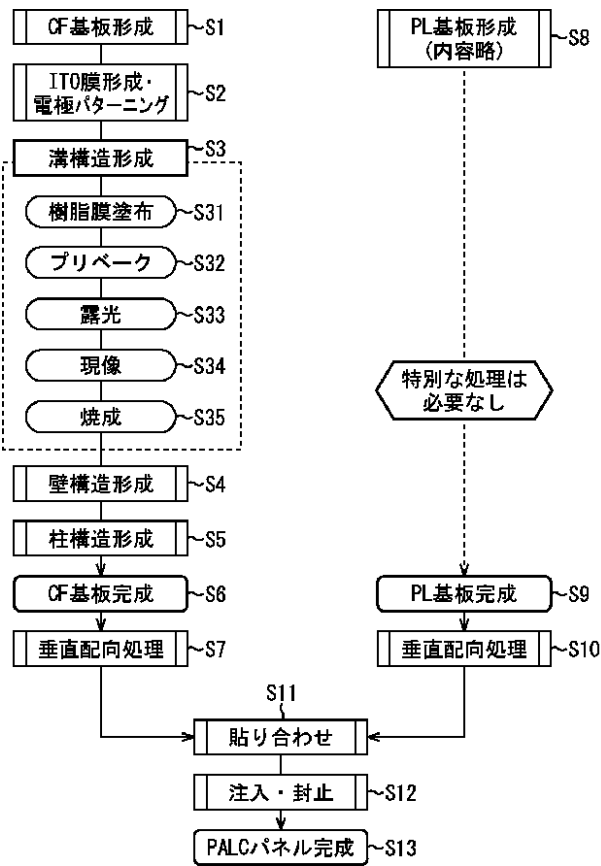 CF基板形成
S1
ITO膜形成・
電極パターニング
S2
溝構造形成
S3
樹脂膜塗布
S31
プリベーク
S32
露光
S33
現像
S34
焼成
S35
壁構造形成
S4
柱構造形成
S5
CF基板完成
S6
垂直配向処理
S7
PL基板形成
(内容略)
S8
特別な処理は
必要なし
PL基板完成
S9
垂直配向処理
S10
S11
貼り合わせ
注入・封止
S12
PALCパネル完成
S13